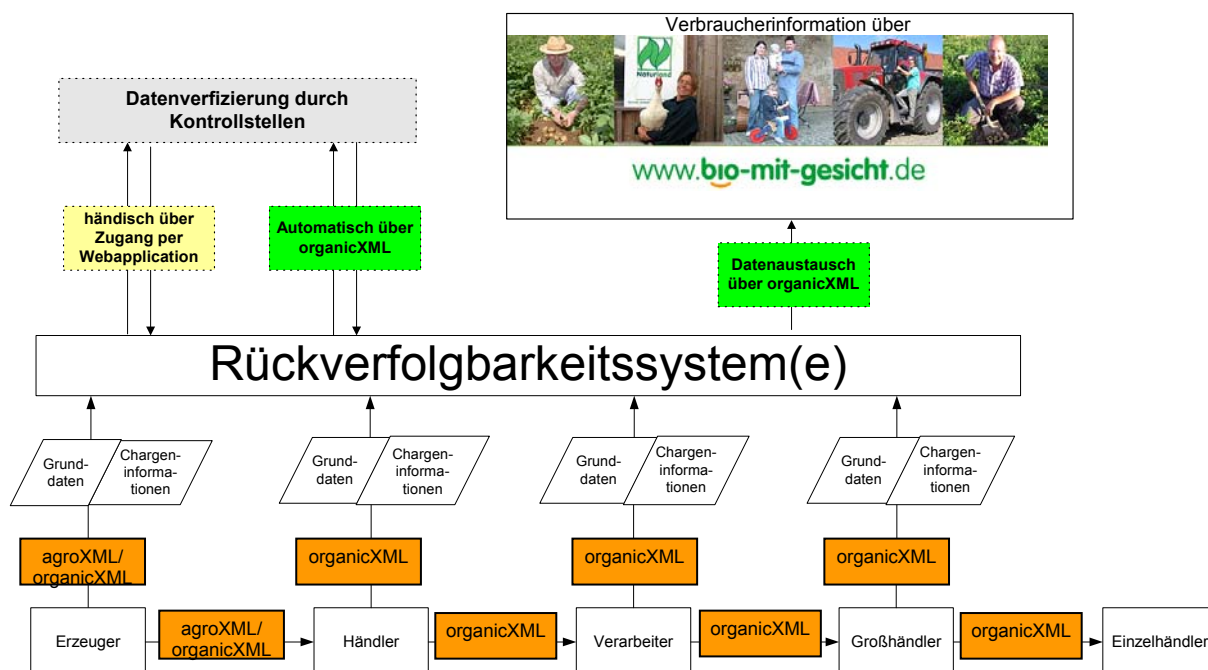 Verbraucherinformation über
Naturland
www.bio-mit-gesicht.de
Datenverfizierung durch
Kontrollstellen
händisch über
Zugang per
Webapplication
Automatisch über
organicXML
Datenaustausch
über organicXML
Rückverfolgbarkeitssystem(e)
Grund-
daten
Chargen-
informa-
tionen
Grund-
daten
Chargen-
informa-
tionen
Grund-
daten
Chargen-
informa-
tionen
Grund-
daten
Chargen-
informa-
tionen
agroXML/
organicXML
organicXML
organicXML
organicXML
Erzeuger
agroXML/
organicXML
Händler
organicXML
Verarbeiter
organicXML
Großhändler
organicXML
Einzelhändler